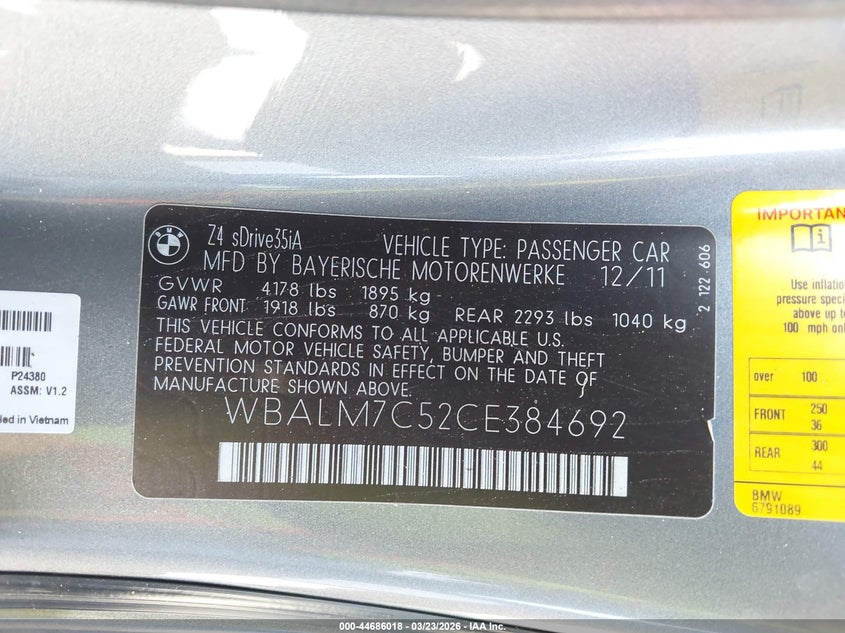 BMW
Z4 sDrive35iA VEHICLE TYPE: PASSENGER CAR
MFD BY BAYERISCHE MOTORENWERKE 12/11
GVWR 4178 lbs 1895 kg
GAWR FRONT 1918 lbs 870 kg REAR 2293 lbs 1040 kg
THIS VEHICLE CONFORMS TO ALL APPLICABLE U.S.
FEDERAL MOTOR VEHICLE SAFETY, BUMPER AND THEFT
PREVENTION STANDARDS IN EFFECT ON THE DATE OF
MANUFACTURE SHOWN ABOVE.
WBALM7C52CE384692
2 122 606
P24380
ASSM: V1.2
ded in Vietnam
IMPORTAN
Use inflatio
pressure speci
above up to
100 mph onl
over 100
FRONT 250
36
REAR 300
44
BMW
6791089
000-44686018 - 03/23/2026 - IAA Inc.